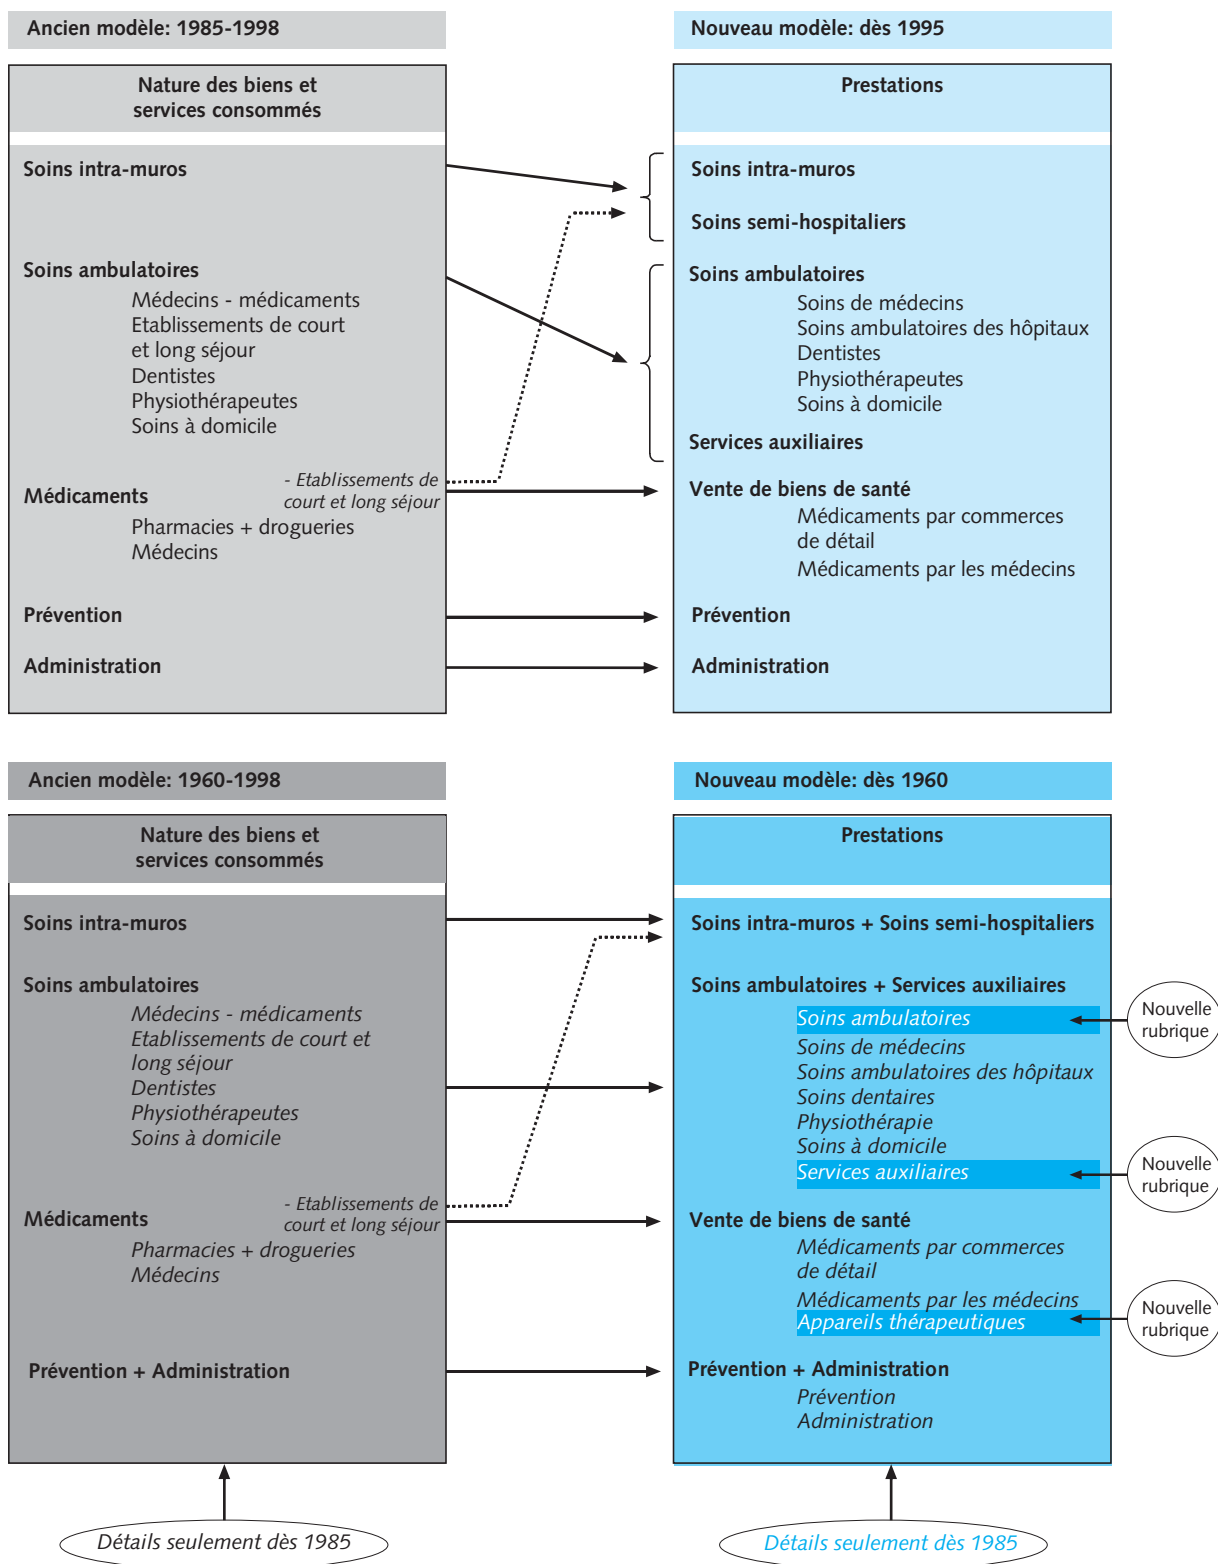 Ancien modèle: 1985-1998
Nature des biens et
services consommés
Soins intra-muros
Soins ambulatoires
Médecins - médicaments
Etablissements de court
et long séjour
Dentistes
Physiothérapeutes
Soins à domicile
- Etablissements de
court et long séjour
Médicaments
Pharmacies + drogueries
Médecins
Prévention
Administration
Nouveau modèle: dès 1995
Prestations
Soins intra-muros
Soins semi-hospitaliers
Soins ambulatoires
Soins de médecins
Soins ambulatoires des hôpitaux
Dentistes
Physiothérapeutes
Soins à domicile
Services auxiliaires
Vente de biens de santé
Médicaments par commerces
de détail
Médicaments par les médecins
Prévention
Administration
Ancien modèle: 1960-1998
Nature des biens et
services consommés
Soins intra-muros
Soins ambulatoires
Médecins - médicaments
Etablissements de court et
long séjour
Dentistes
Physiothérapeutes
Soins à domicile
- Etablissements de
court et long séjour
Médicaments
Pharmacies + drogueries
Médecins
Prévention + Administration
Détails seulement dès 1985
Nouveau modèle: dès 1960
Prestations
Soins intra-muros + Soins semi-hospitaliers
Soins ambulatoires + Services auxiliaires
Soins ambulatoires
Nouvelle
rubrique
Soins de médecins
Soins ambulatoires des hôpitaux
Soins dentaires
Physiothérapie
Soins à domicile
Services auxiliaires
Nouvelle
rubrique
Vente de biens de santé
Médicaments par commerces
de détail
Médicaments par les médecins
Appareils thérapeutiques
Nouvelle
rubrique
Prévention + Administration
Prévention
Administration
Détails seulement dès 1985